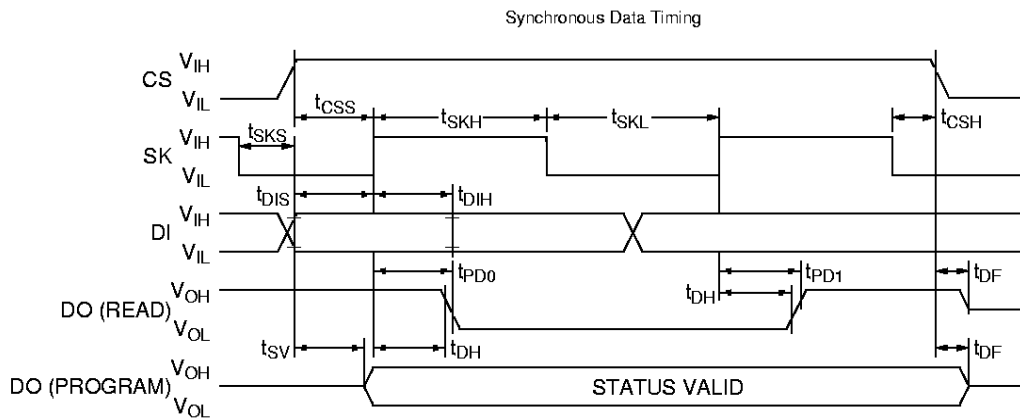 Synchronous Data Timing
CS VIH
VIL
tCSS
tSKH
tSKL
tCSH
SK VIH
VIL
tSKS
tDIS
tDIH
DI VIH
VIL
tPD0
tPD1
tDF
DO (READ) VOH
VOL
tDH
tSV
tDH
tDF
DO (PROGRAM) VOH
VOL
STATUS VALID